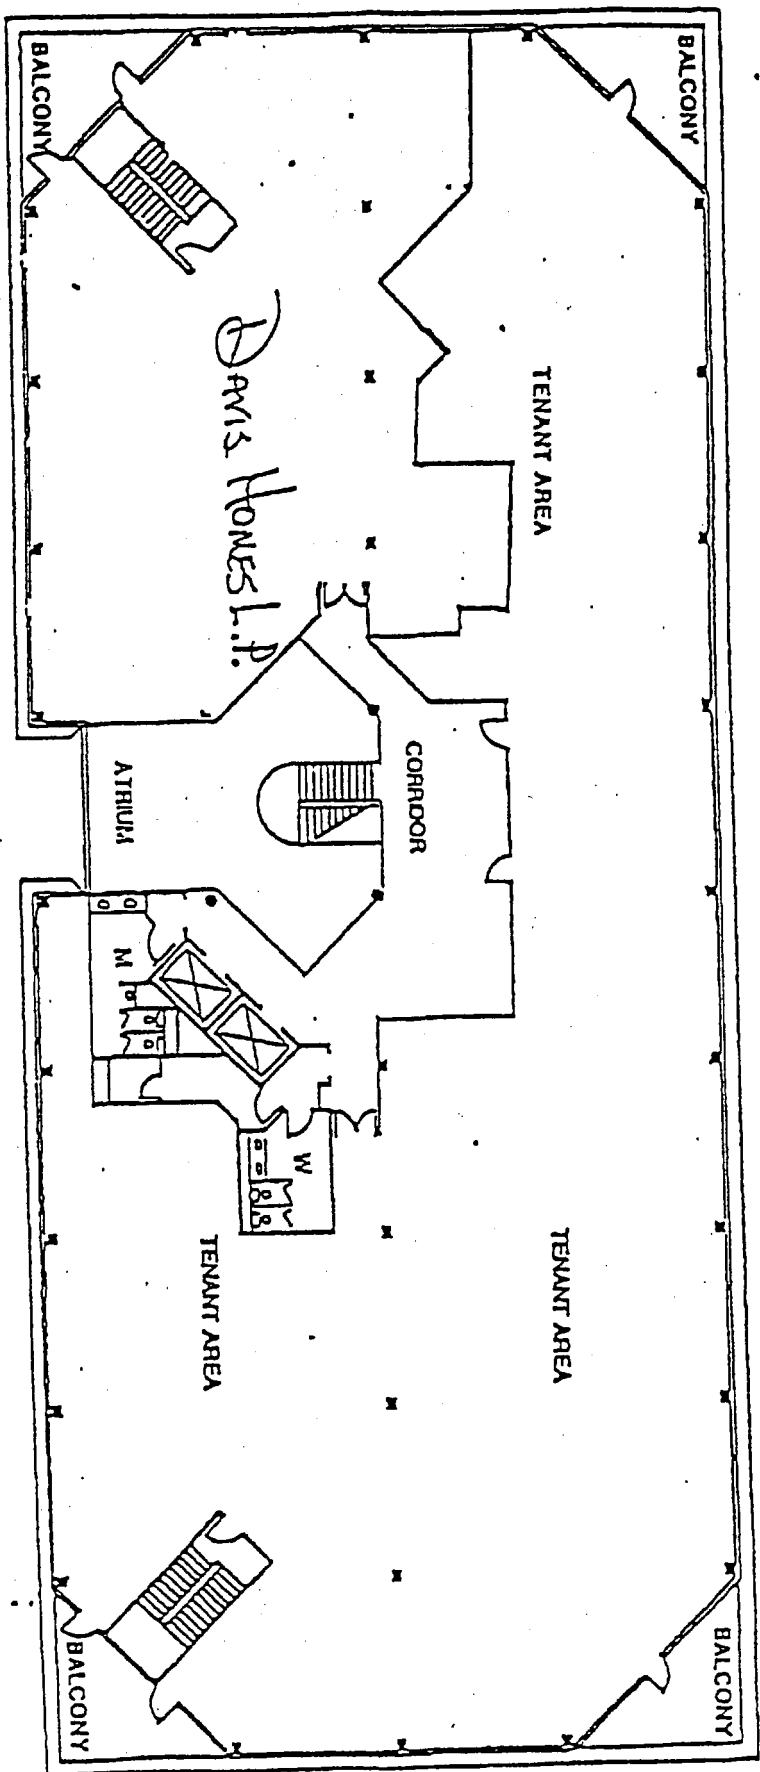 BALCONY
BALCONY
TENANT AREA
DAVIS HOMES L.P.
CORRIDOR
ATRIUM
M
W
TENANT AREA
TENANT AREA
BALCONY
BALCONY